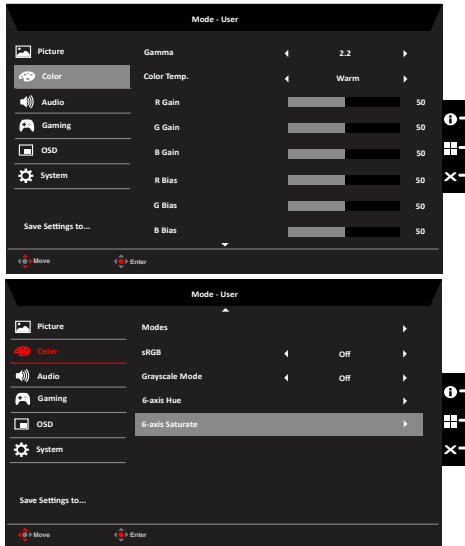 Mode - User
Picture Gamma 2.2
Color Color Temp. Warm
Audio R Gain 50
Gaming G Gain 50
OSD B Gain 50
System R Bias 50
G Bias 50
Save Settings to... B Bias 50
Move Enter
Mode - User
Picture Modes
Color sRGB Off
Audio Grayscale Mode Off
Gaming 6-axis Hue
OSD 6-axis Saturate
System
Save Settings to...
Move Enter